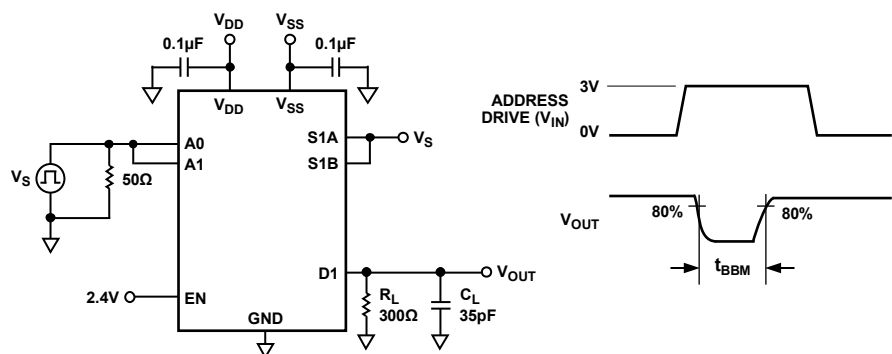 VDD
VSS
0.1µF
0.1µF
VDD
VSS
A0
A1
S1A
S1B
VS
VS
50Ω
2.4V
EN
D1
VOUT
RL
300Ω
CL
35pF
GND
3V
ADDRESS
DRIVE (VIN)
0V
80%
80%
VOUT
tBBM